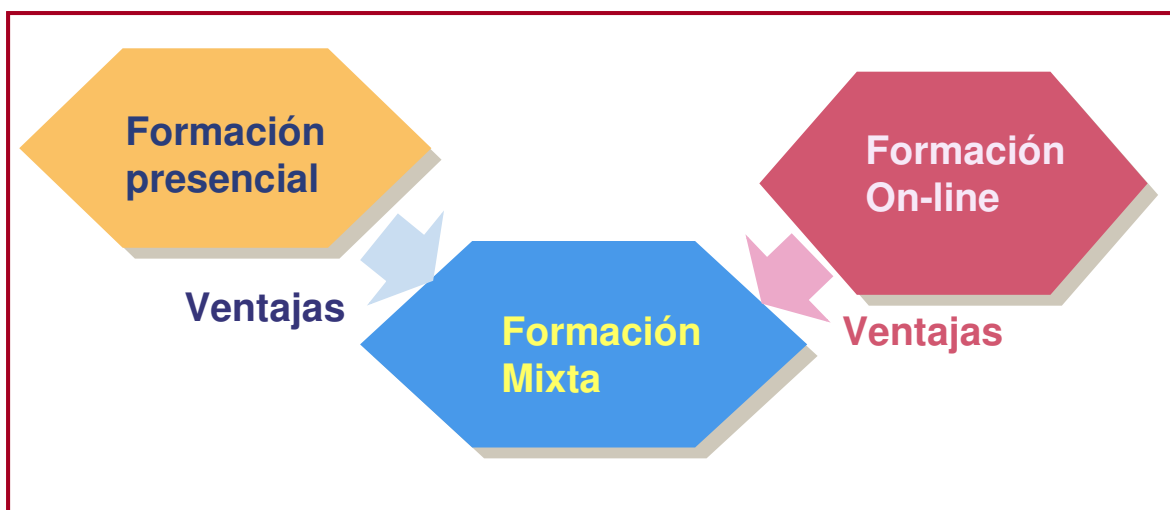 Formación
presencial
Formación
On-line
Ventajas
Formación
Mixta
Ventajas